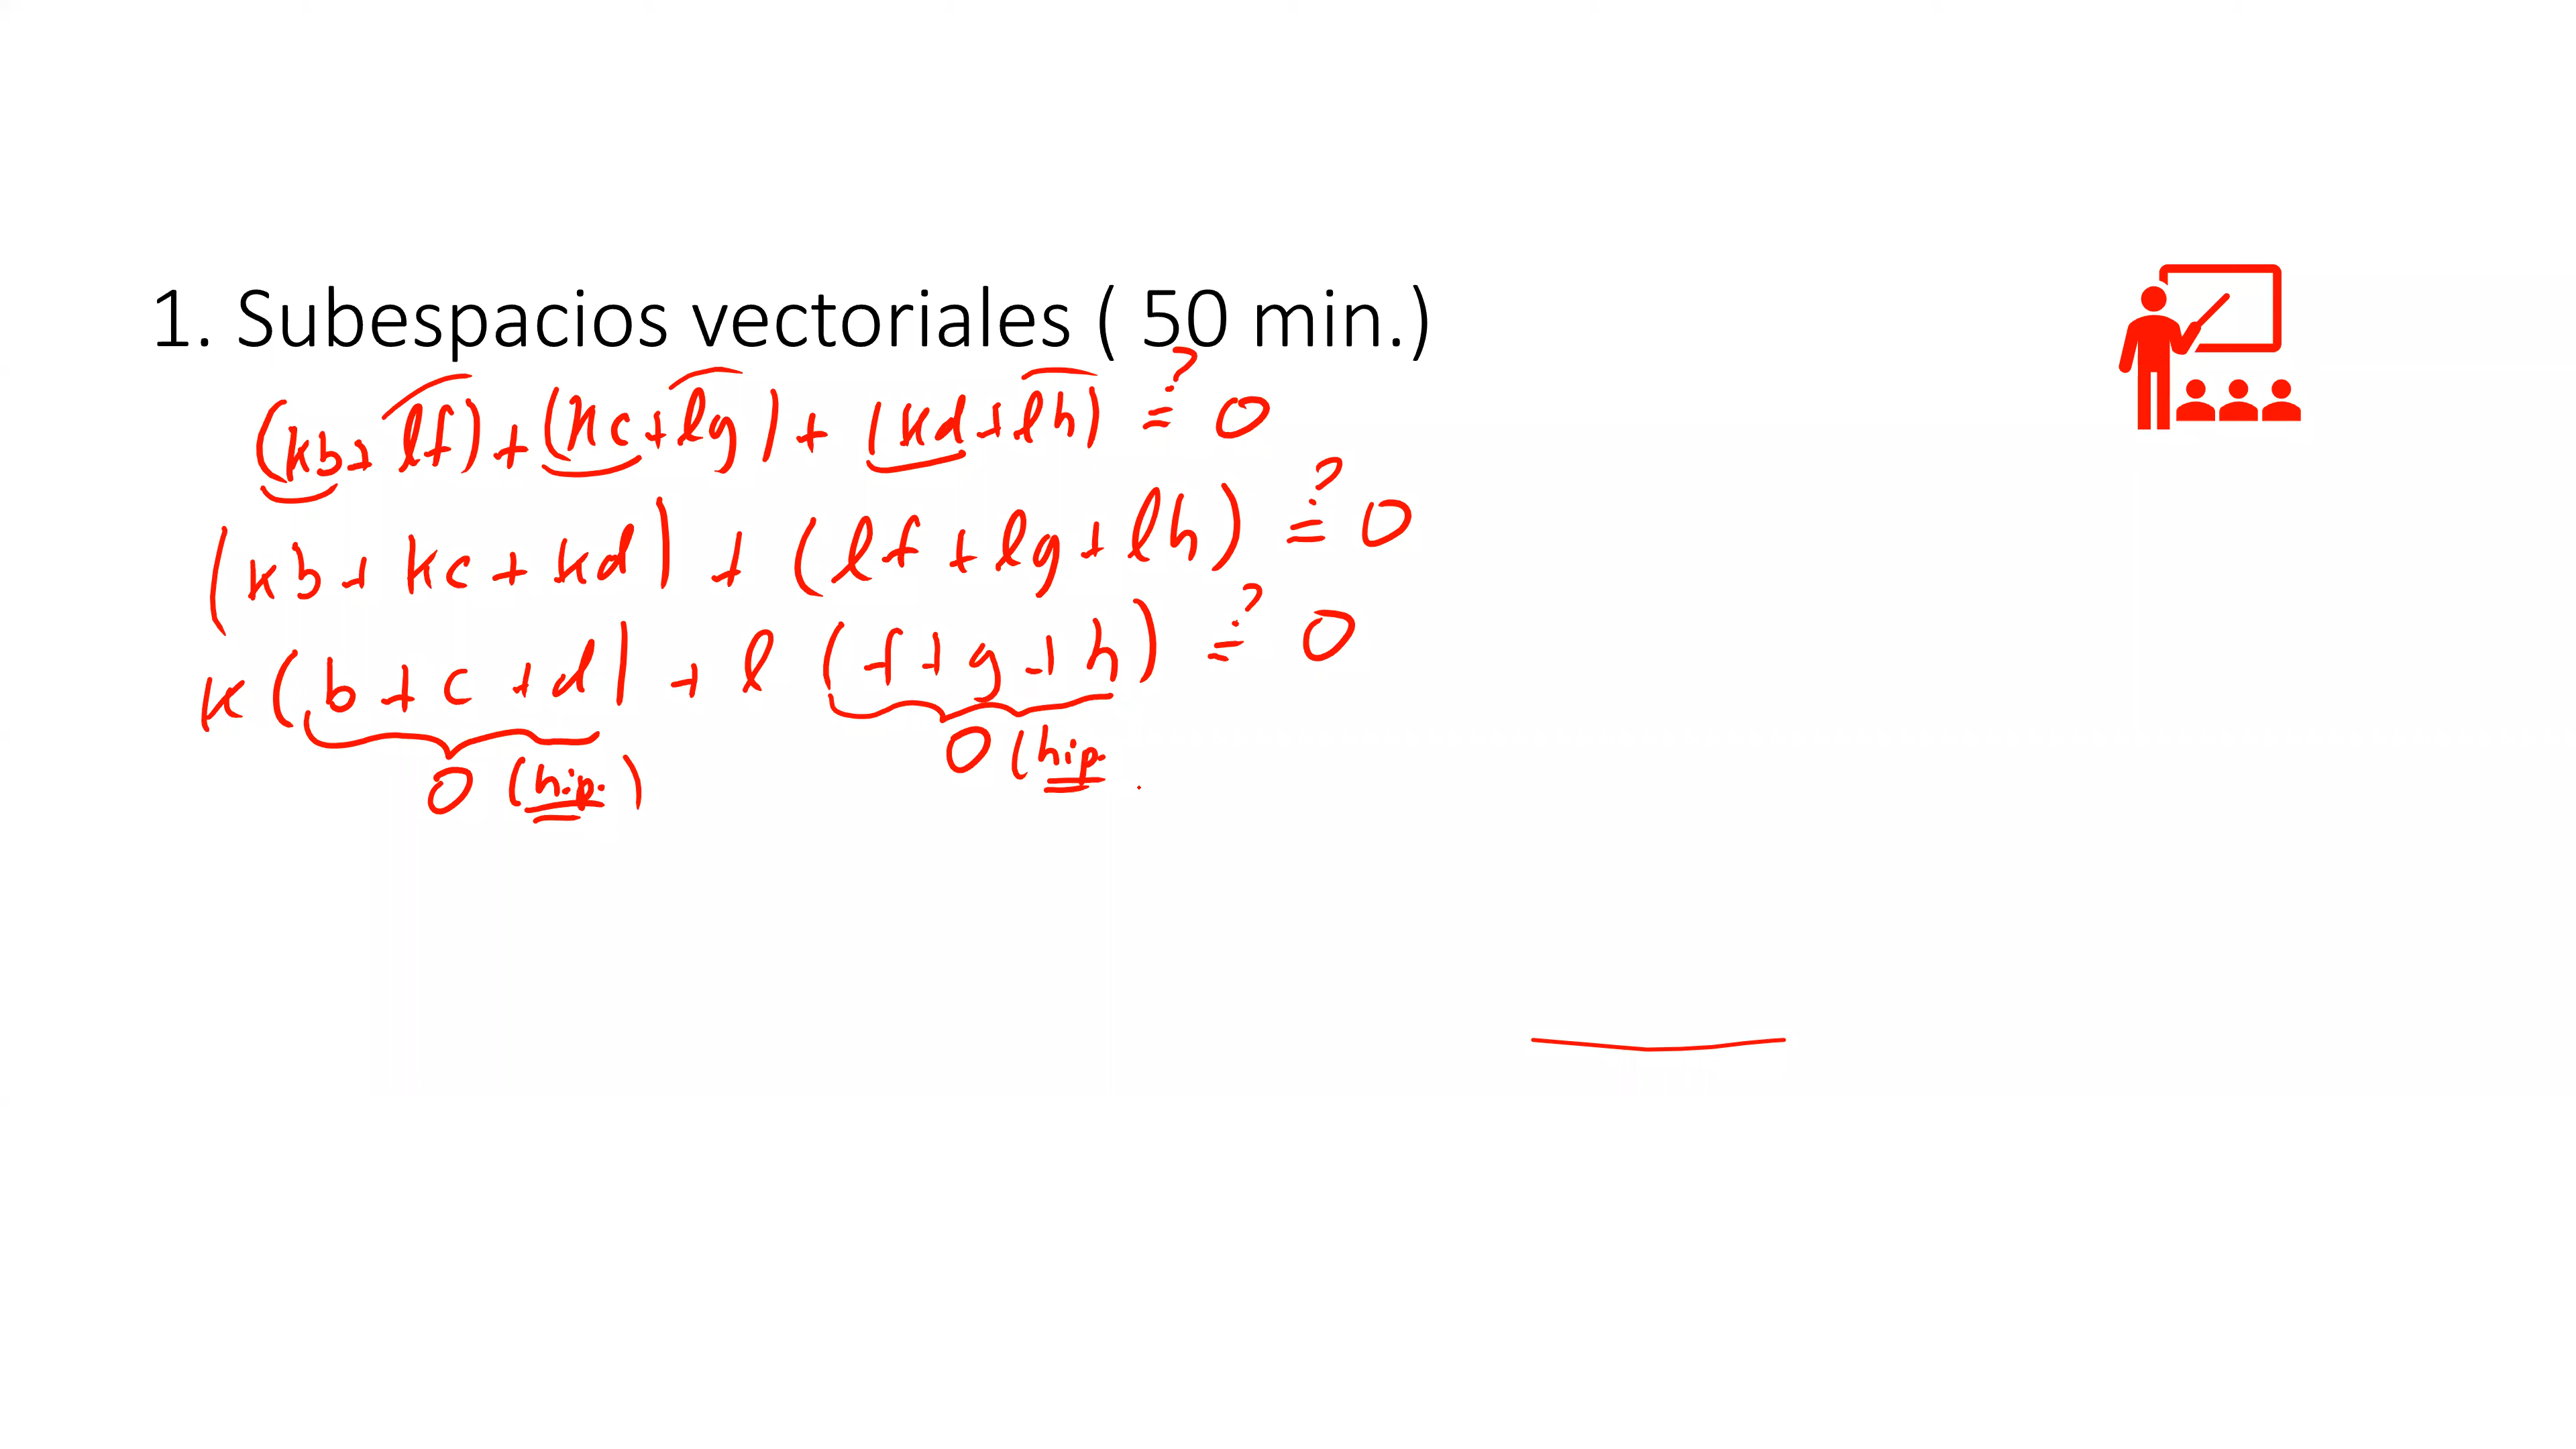 1. Subespacios vectoriales ( 50 min.)
(kb + lf) + (kc + lg) + (kd + lh) =? 0
(kb + kc + kd) + (lf + lg + lh) =? 0
k (b + c + d) + l (f + g + h) =? 0
0 (hip.) 0 (hip.